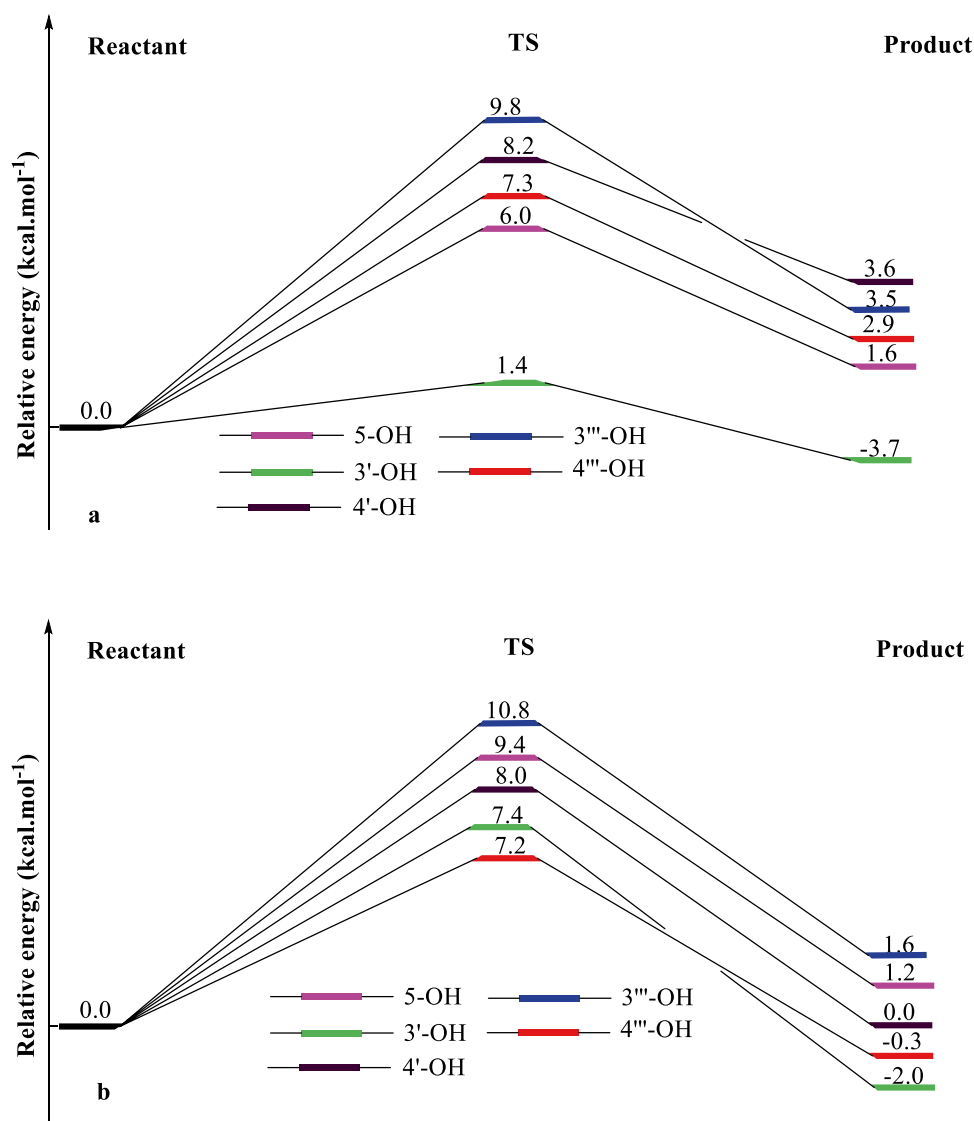 Reactant TS Product
Relative energy (kcal.mol⁻¹)
9.8
8.2
7.3
6.0
3.6
3.5
2.9
1.6
1.4
0.0
-3.7
5-OH 3'''-OH
3'-OH 4'''-OH
4'-OH
a
Reactant TS Product
Relative energy (kcal.mol⁻¹)
10.8
9.4
8.0
7.4
7.2
1.6
1.2
0.0 0.0
-0.3
-2.0
5-OH 3'''-OH
3'-OH 4'''-OH
4'-OH
b